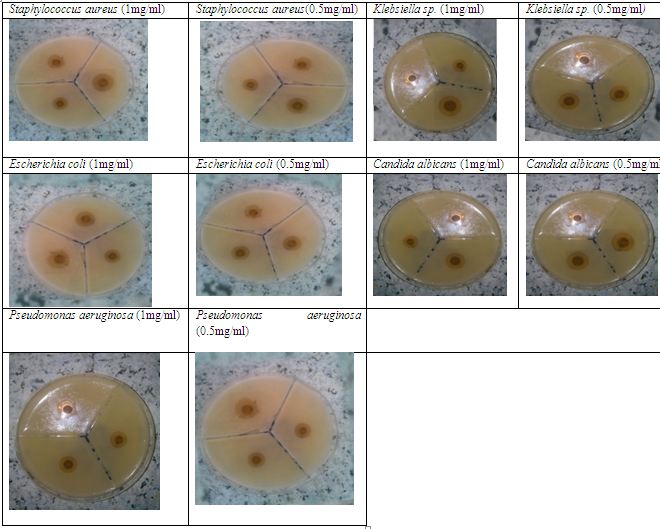 Staphylococcus aureus (1mg/ml)
Staphylococcus aureus(0.5mg/ml)
Klebsiella sp. (1mg/ml)
Klebsiella sp. (0.5mg/ml)
Escherichia coli (1mg/ml)
Escherichia coli (0.5mg/ml)
Candida albicans (1mg/ml)
Candida albicans (0.5mg/ml
Pseudomonas aeruginosa (1mg/ml)
Pseudomonas aeruginosa
(0.5mg/ml)